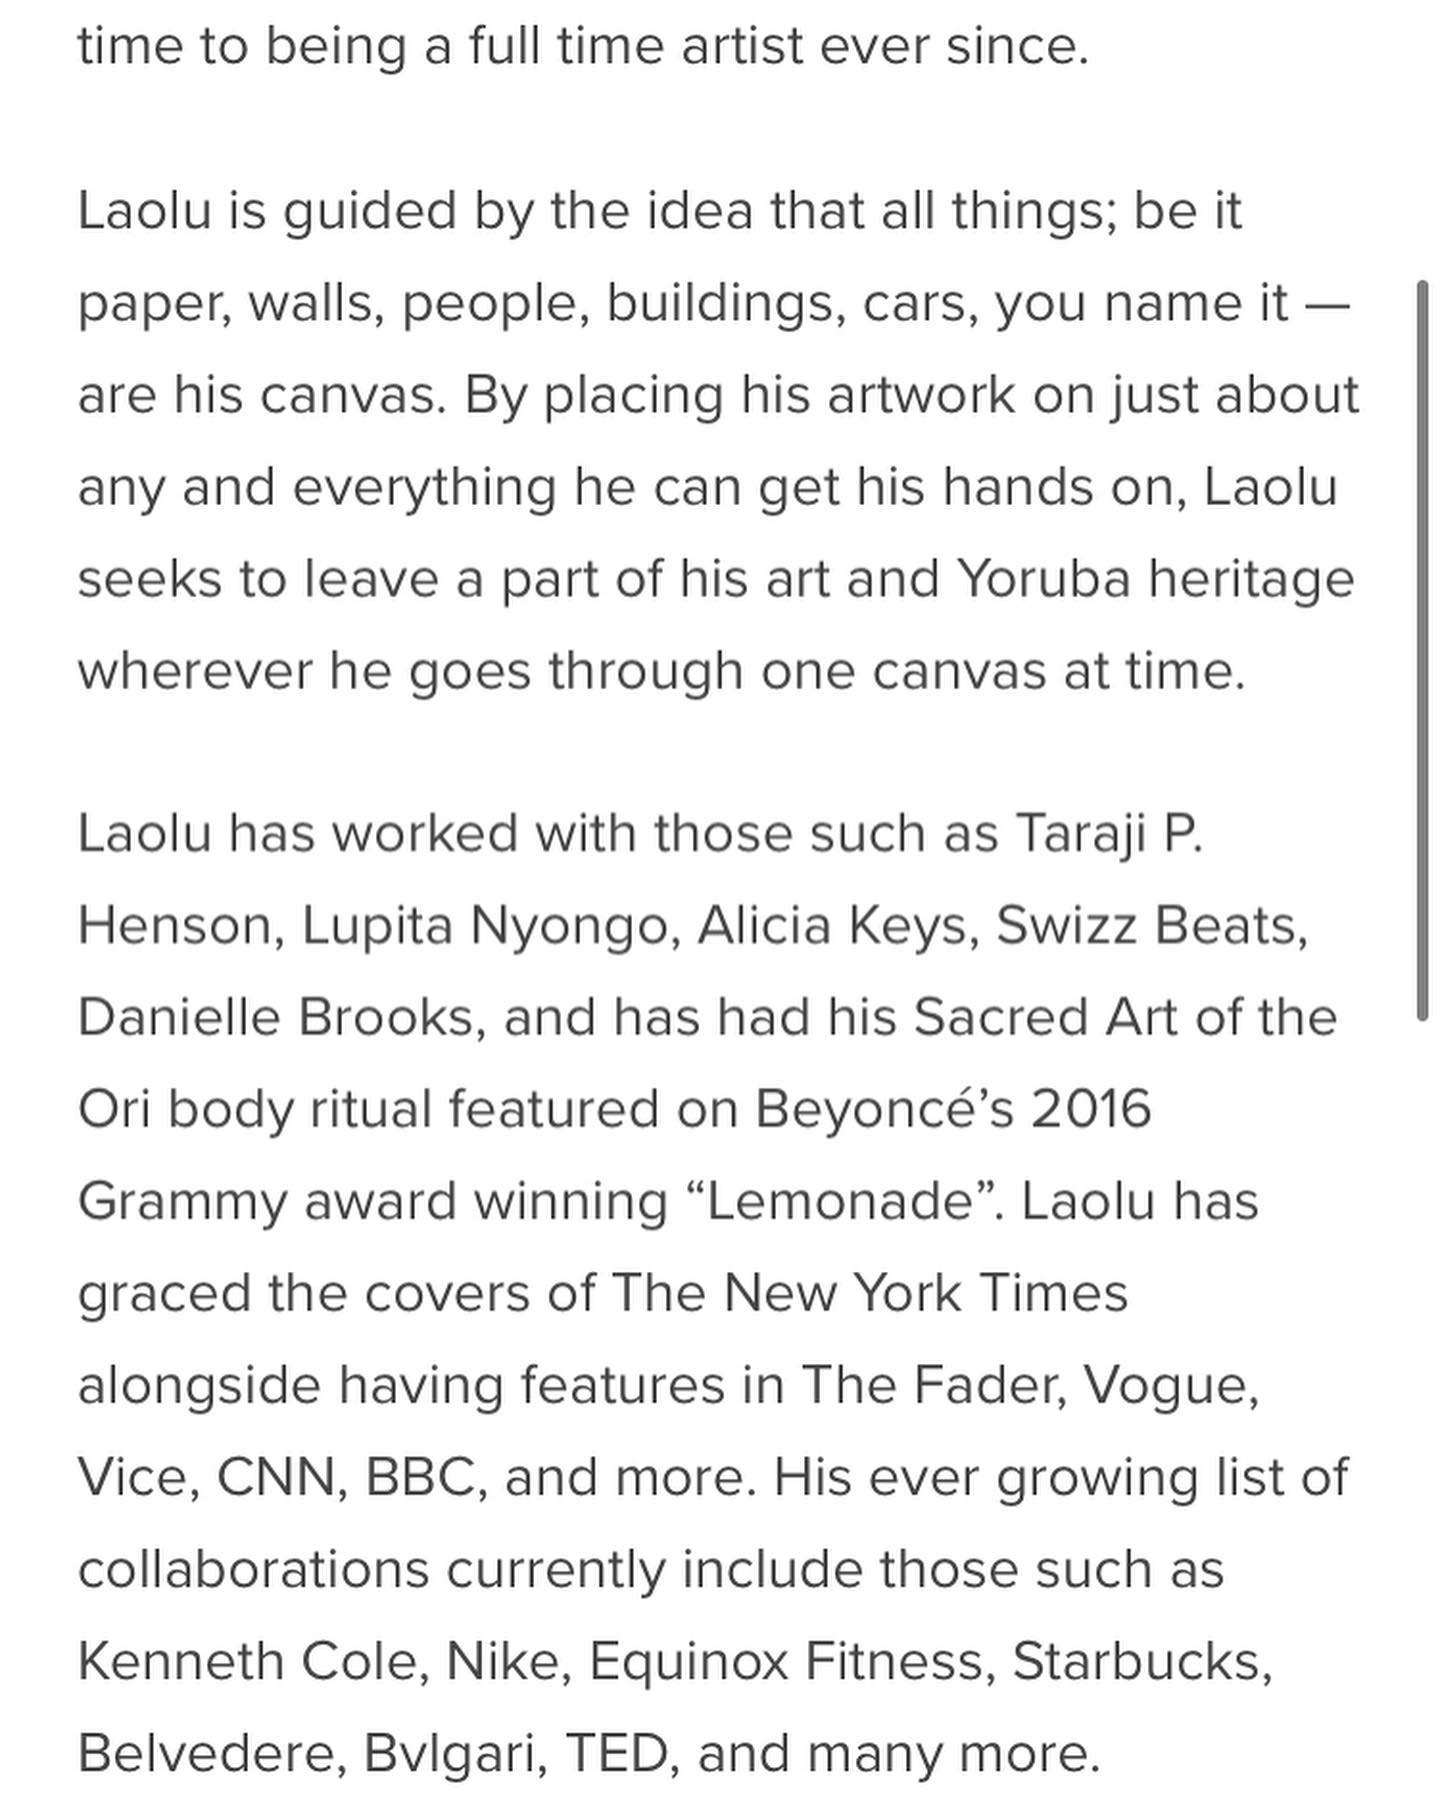 time to being a full time artist ever since.
Laolu is guided by the idea that all things; be it
paper, walls, people, buildings, cars, you name it —
are his canvas. By placing his artwork on just about
any and everything he can get his hands on, Laolu
seeks to leave a part of his art and Yoruba heritage
wherever he goes through one canvas at time.
Laolu has worked with those such as Taraji P.
Henson, Lupita Nyongo, Alicia Keys, Swizz Beats,
Danielle Brooks, and has had his Sacred Art of the
Ori body ritual featured on Beyoncé’s 2016
Grammy award winning “Lemonade”. Laolu has
graced the covers of The New York Times
alongside having features in The Fader, Vogue,
Vice, CNN, BBC, and more. His ever growing list of
collaborations currently include those such as
Kenneth Cole, Nike, Equinox Fitness, Starbucks,
Belvedere, Bvlgari, TED, and many more.